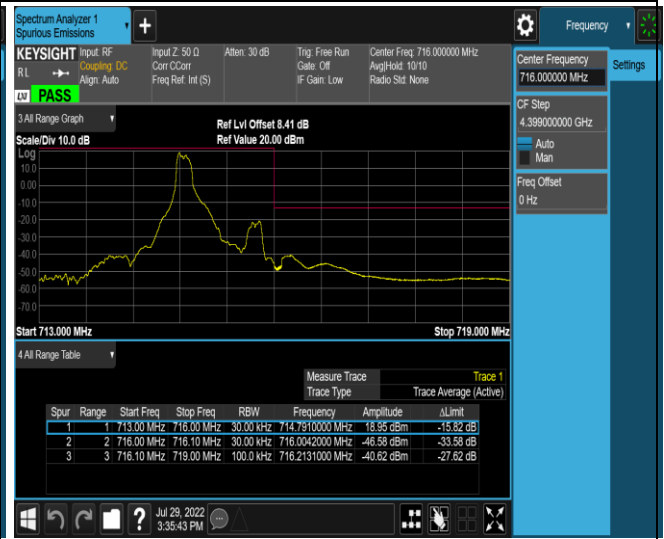 Spectrum Analyzer 1
Spurious Emissions
+
Frequency
KEYSIGHT Input: RF Input Z: 50 Ω Atten: 30 dB Trig: Free Run Center Freq: 716.000000 MHz
R L Coupling: DC Corr CCorr Gate: Off Avg|Hold: 10/10
Align: Auto Freq Ref: Int (S) IF Gain: Low Radio Std: None
LXI PASS
Center Frequency
716.000000 MHz
Settings
CF Step
4.399000000 GHz
Auto
Man
Freq Offset
0 Hz
3 All Range Graph
Ref Lvl Offset 8.41 dB
Scale/Div 10.0 dB Ref Value 20.00 dBm
Log
10.0
0.00
-10.0
-20.0
-30.0
-40.0
-50.0
-60.0
-70.0
Start 713.000 MHz Stop 719.000 MHz
4 All Range Table
Measure Trace Trace 1
Trace Type Trace Average (Active)
Spur Range Start Freq Stop Freq RBW Frequency Amplitude ΔLimit
1 1 713.00 MHz 716.00 MHz 30.00 kHz 714.7910000 MHz 18.95 dBm -15.82 dB
2 2 716.00 MHz 716.10 MHz 30.00 kHz 716.0042000 MHz -46.58 dBm -33.58 dB
3 3 716.10 MHz 719.00 MHz 100.0 kHz 716.2131000 MHz -40.62 dBm -27.62 dB
? Jul 29, 2022
3:35:43 PM